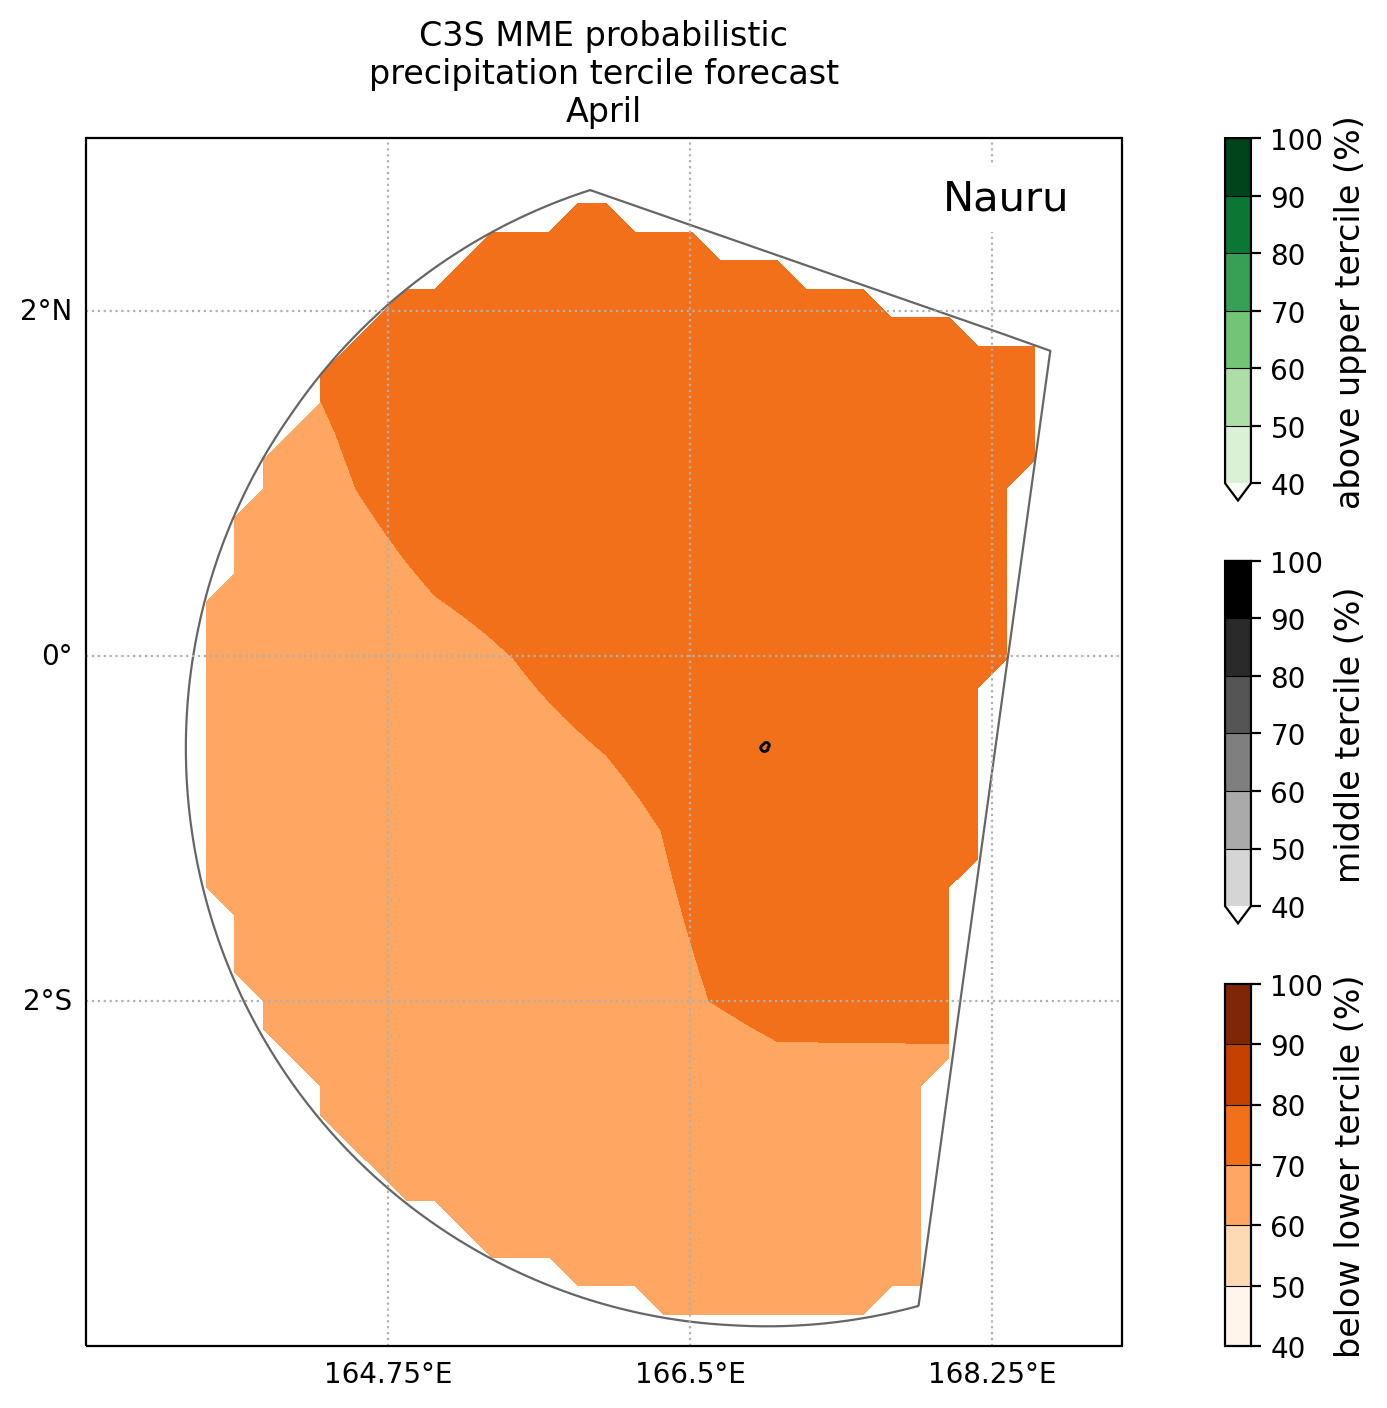 C3S MME probabilistic
precipitation tercile forecast
April
Nauru
2°N
0°
2°S
164.75°E
166.5°E
168.25°E
100
90
80
70
60
50
40
above upper tercile (%)
100
90
80
70
60
50
40
middle tercile (%)
100
90
80
70
60
50
40
below lower tercile (%)